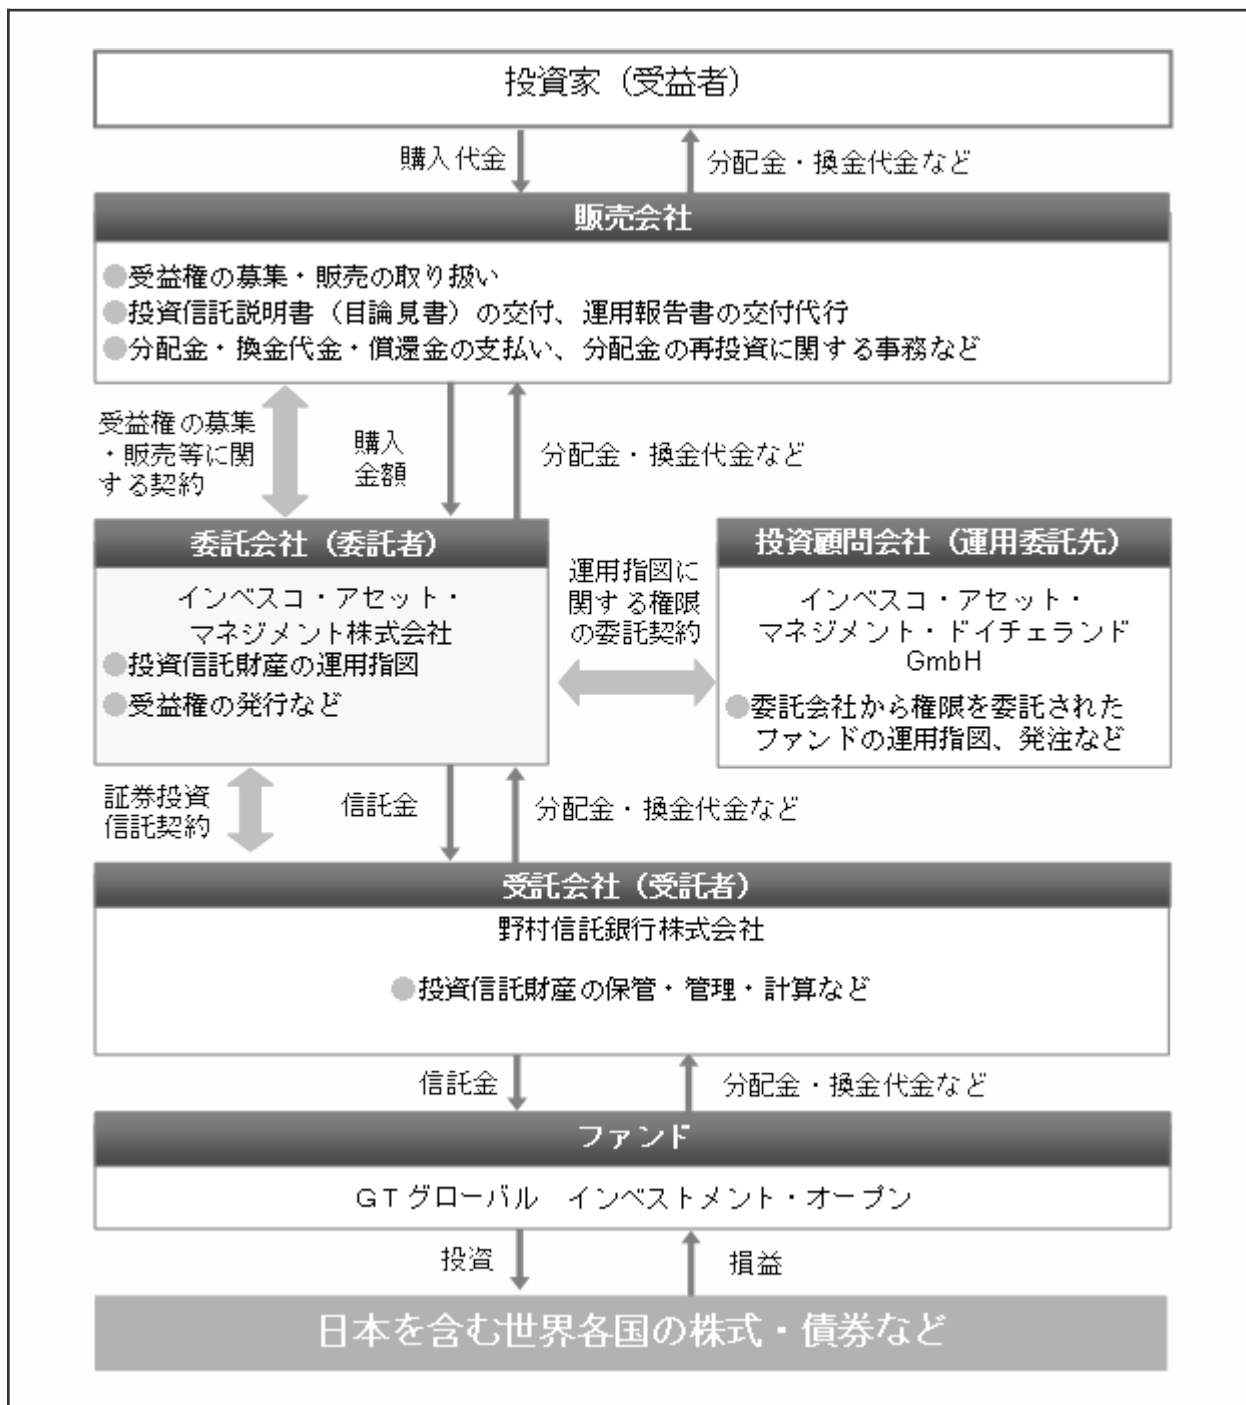 投資家（受益者）
購入代金
分配金・換金代金など
販売会社
●受益権の募集・販売の取り扱い
●投資信託説明書（目論見書）の交付、運用報告書の交付代行
●分配金・換金代金・償還金の支払い、分配金の再投資に関する事務など
受益権の募集
・販売等に関
する契約
購入
金額
分配金・換金代金など
委託会社（委託者）
インベスコ・アセット・
マネジメント株式会社
●投資信託財産の運用指図
●受益権の発行など
運用指図に
関する権限
の委託契約
投資顧問会社（運用委託先）
インベスコ・アセット・
マネジメント・ドイチェランド
GmbH
●委託会社から権限を委託された
ファンドの運用指図、発注など
証券投資
信託契約
信託金
分配金・換金代金など
受託会社（受託者）
野村信託銀行株式会社
●投資信託財産の保管・管理・計算など
信託金
分配金・換金代金など
ファンド
ＧＴグローバル　インベストメント・オープン
投資
損益
日本を含む世界各国の株式・債券など